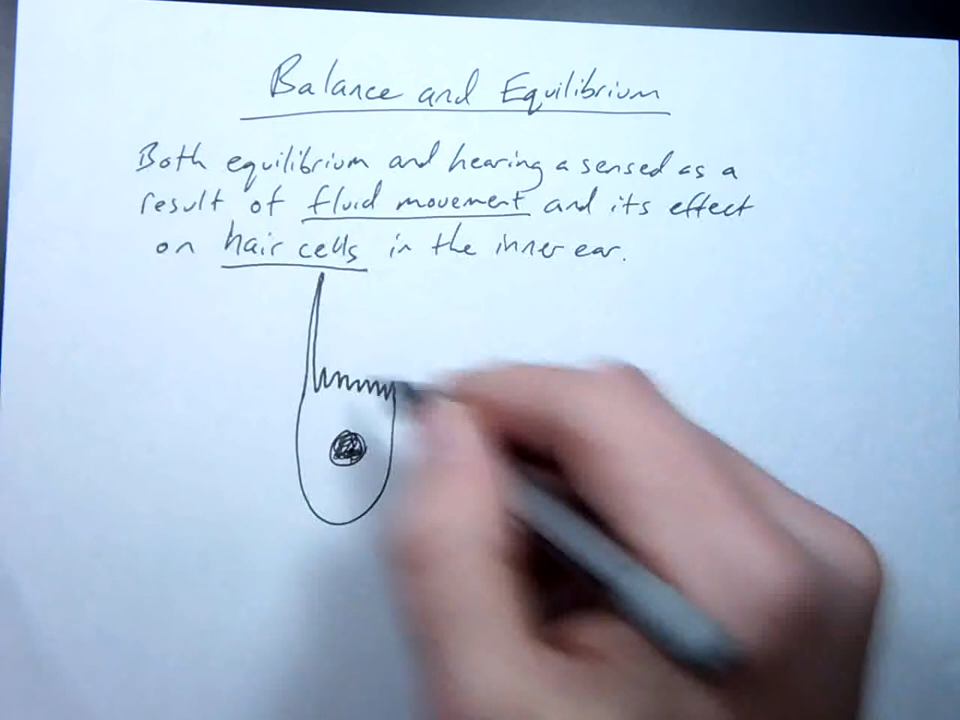 Balance and Equilibrium
Both equilibrium and hearing a sensed as a
result of fluid movement and its effect
on hair cells in the inner ear.